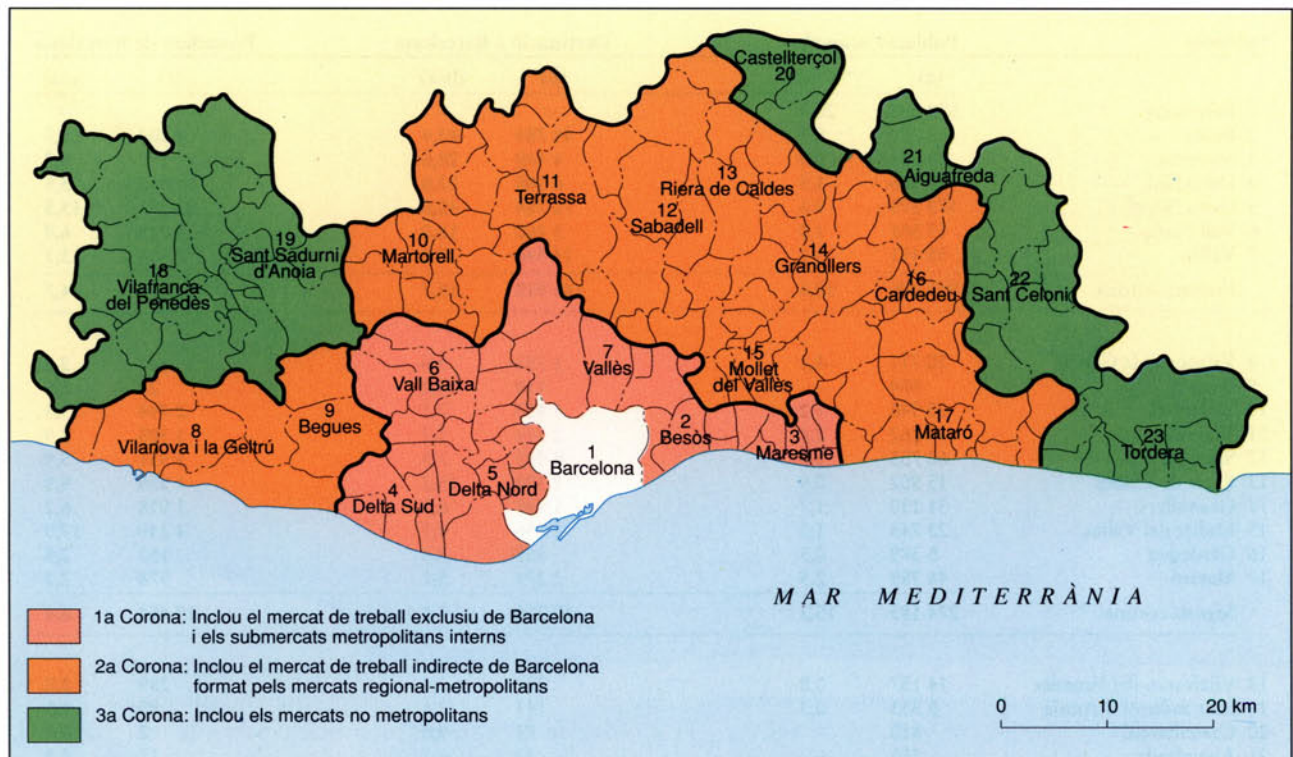 Castellterçol
20
21
Aiguafreda
13
Riera de Caldes
11
Terrassa
12
Sabadell
19
Sant Sadurní
d'Anoia
10
Martorell
14
Granollers
16
Cardedeu
22
Sant Celoni
18
Vilafranca
del Penedès
7
Vallès
15
Mollet
del Vallès
6
Vall Baixa
9
Begues
8
Vilanova i la Geltrú
2
Besòs
3
Maresme
17
Mataró
23
Tordera
1
Barcelona
5
Delta Nord
4
Delta Sud
MAR MEDITERRÀNIA
1a Corona: Inclou el mercat de treball exclusiu de Barcelona
i els submercats metropolitans interns
2a Corona: Inclou el mercat de treball indirecte de Barcelona
format pels mercats regional-metropolitans
3a Corona: Inclou els mercats no metropolitans
0 10 20 km